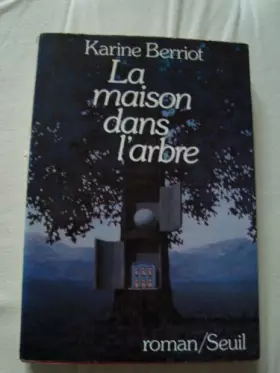 Karine Berriot
La
maison
dans
l'arbre
roman/Seuil